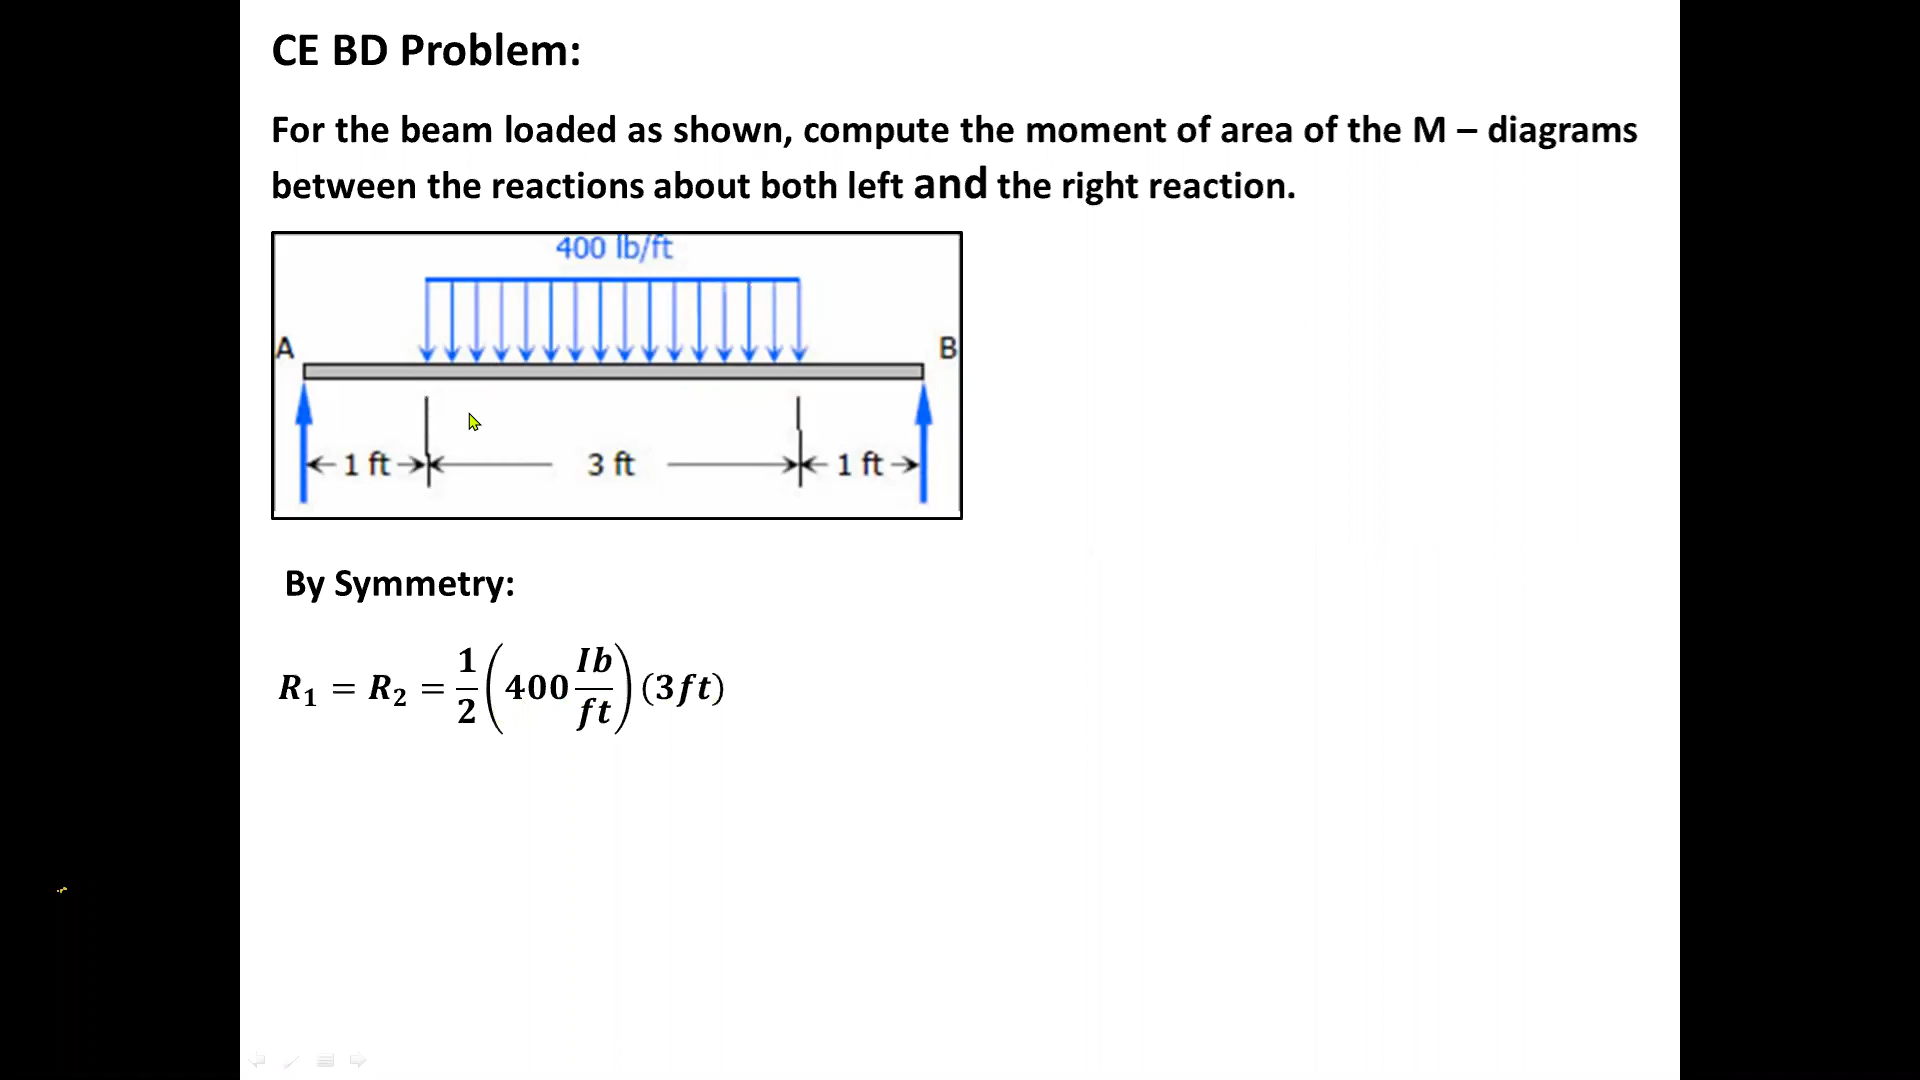 CE BD Problem:
For the beam loaded as shown, compute the moment of area of the M – diagrams
between the reactions about both left and the right reaction.
400 lb/ft
A
B
1 ft
3 ft
1 ft
By Symmetry:
R₁ = R₂ = 1/2 (400 Ib/ft) (3ft)